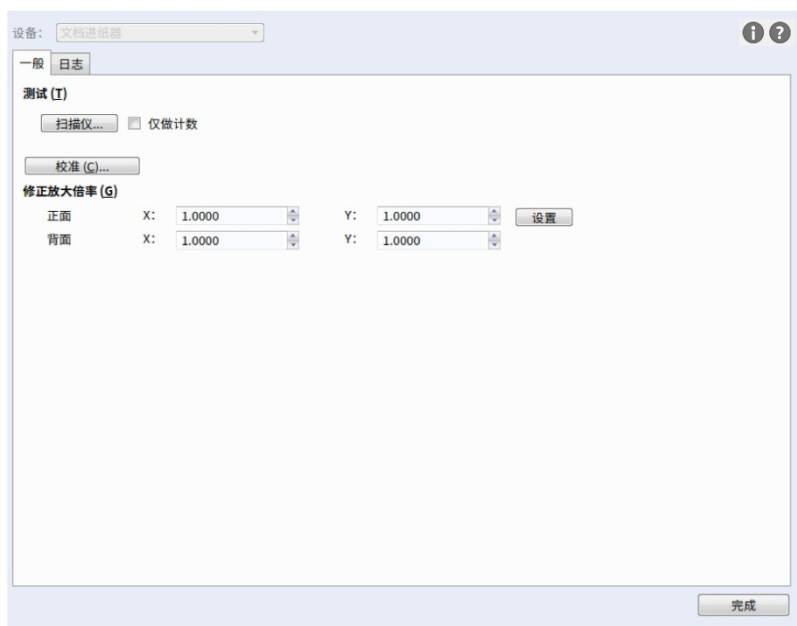 设备： 文档进纸器
一般 日志
测试 (T)
扫描仪... 仅做计数
校准 (C)...
修正放大倍率 (G)
正面 X： 1.0000 Y： 1.0000 设置
背面 X： 1.0000 Y： 1.0000
完成